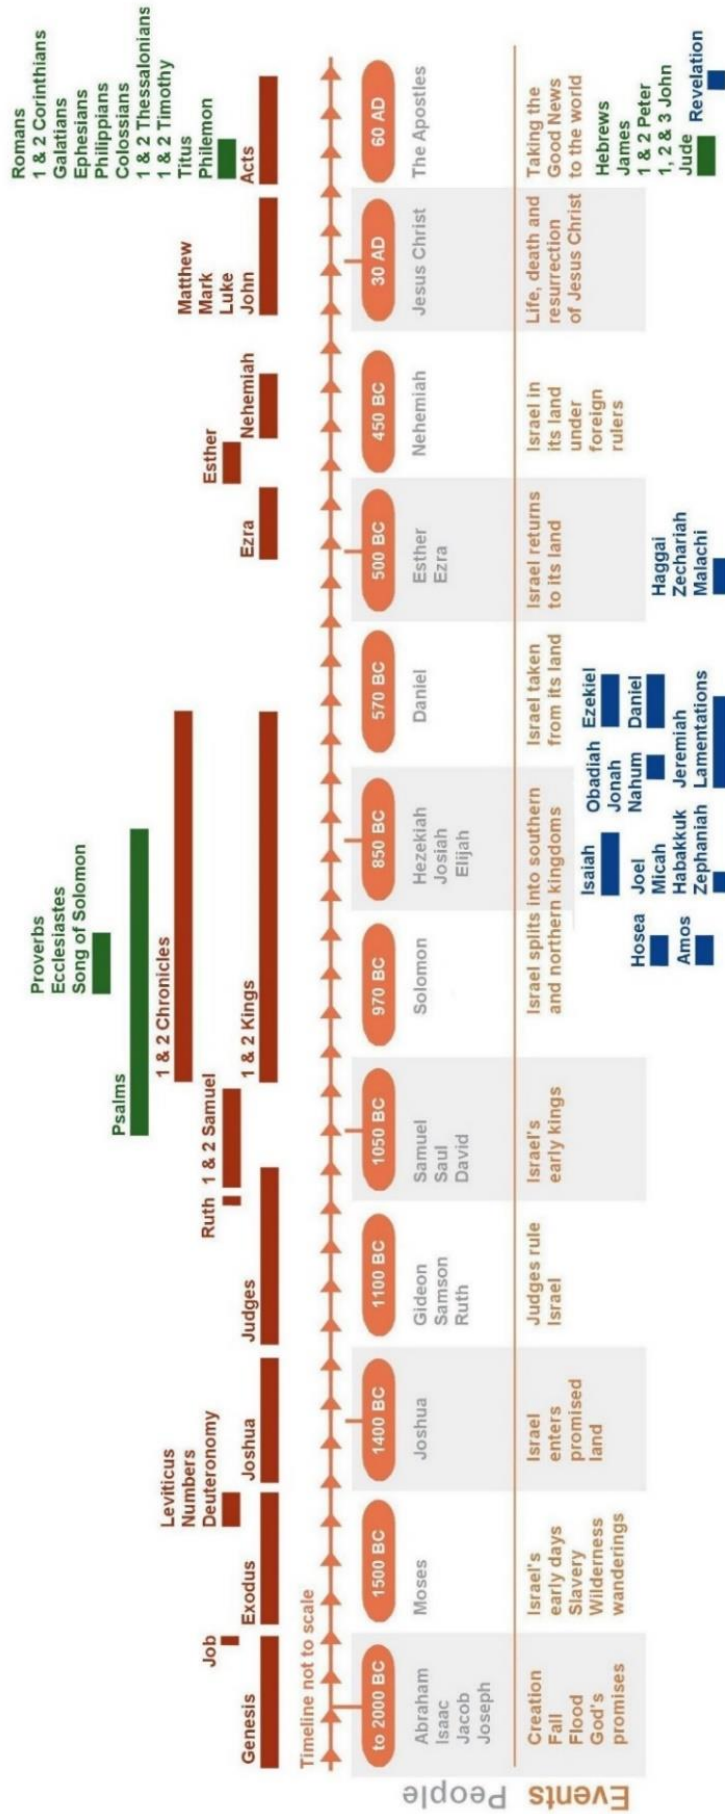 Romans
1 & 2 Corinthians
Galatians
Ephesians
Philippians
Colossians
1 & 2 Thessalonians
1 & 2 Timothy
Titus
Philemon
Proverbs
Ecclesiastes
Song of Solomon
Psalms
1 & 2 Chronicles
Leviticus
Numbers
Deuteronomy
Job
Ruth
1 & 2 Samuel
Esther
Matthew
Mark
Luke
John
Genesis
Exodus
Joshua
Judges
1 & 2 Kings
Ezra
Nehemiah
Acts
Timeline not to scale
to 2000 BC
1500 BC
1400 BC
1100 BC
1050 BC
970 BC
850 BC
570 BC
500 BC
450 BC
30 AD
60 AD
People
Abraham
Isaac
Jacob
Joseph
Moses
Joshua
Gideon
Samson
Ruth
Samuel
Saul
David
Solomon
Hezekiah
Josiah
Elijah
Daniel
Esther
Ezra
Nehemiah
Jesus Christ
The Apostles
Events
Creation
Fall
Flood
God's
promises
Israel's
early days
Slavery
Wilderness
wanderings
Israel
enters
promised
land
Judges rule
Israel
Israel's
early kings
Israel splits into southern
and northern kingdoms
Israel taken
from its land
Israel returns
to its land
Israel in
its land
under
foreign
rulers
Life, death and
resurrection
of Jesus Christ
Taking the
Good News
to the world
Hosea
Amos
Isaiah
Joel
Micah
Habakkuk
Zephaniah
Obadiah
Jonah
Nahum
Jeremiah
Lamentations
Ezekiel
Daniel
Haggai
Zechariah
Malachi
Hebrews
James
1 & 2 Peter
1, 2 & 3 John
Jude
Revelation